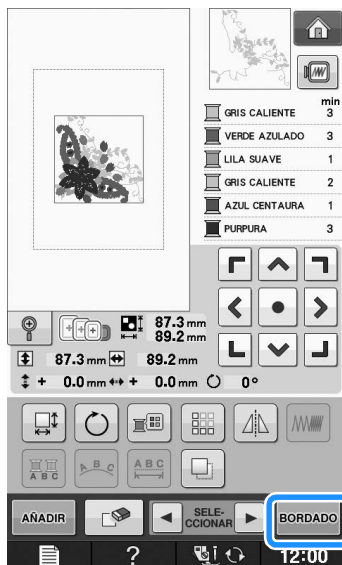 min
GRIS CALIENTE 3
VERDE AZULADO 3
LILA SUAVE 1
GRIS CALIENTE 2
AZUL CENTAURA 1
PURPURA 3
87.3 mm
89.2 mm
87.3 mm 89.2 mm
+ 0.0 mm + 0.0 mm 0°
A B C A B C A B C
AÑADIR SELE-
CCIONAR BORDADO
? 12:00